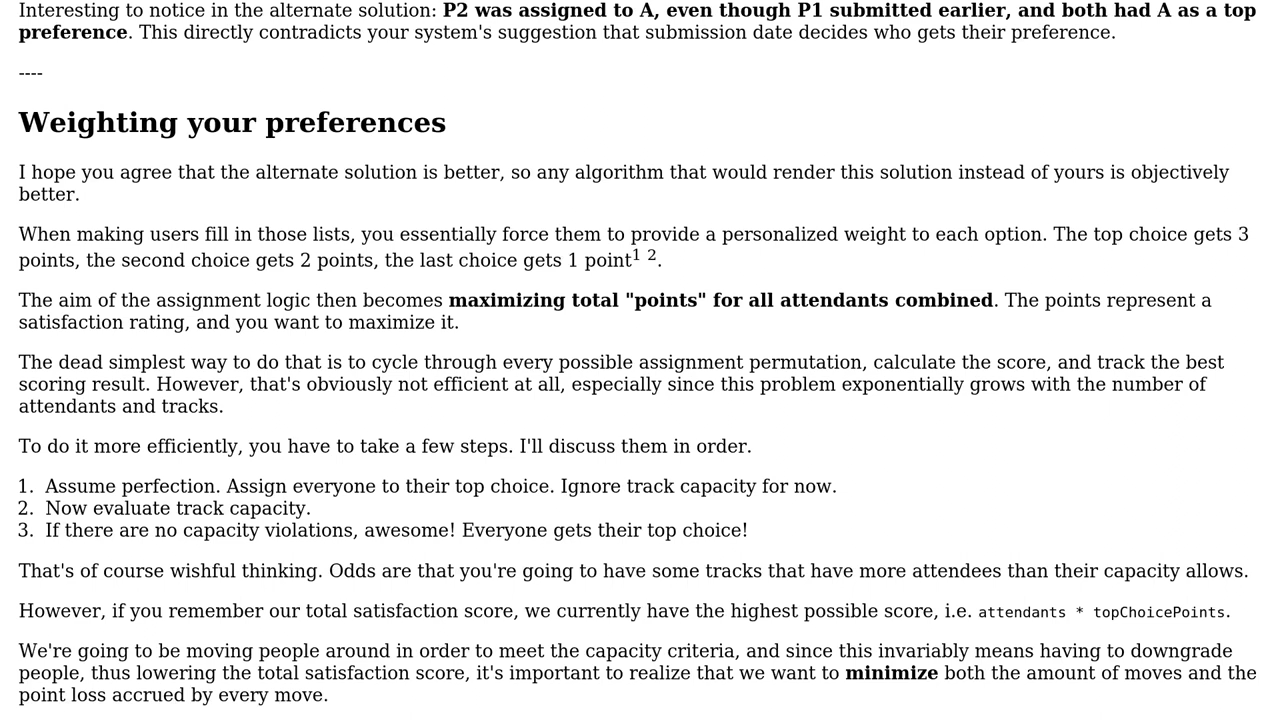 Interesting to notice in the alternate solution: P2 was assigned to A, even though P1 submitted earlier, and both had A as a top
preference. This directly contradicts your system's suggestion that submission date decides who gets their preference.
----
Weighting your preferences
I hope you agree that the alternate solution is better, so any algorithm that would render this solution instead of yours is objectively
better.
When making users fill in those lists, you essentially force them to provide a personalized weight to each option. The top choice gets 3
points, the second choice gets 2 points, the last choice gets 1 point1 2.
The aim of the assignment logic then becomes maximizing total "points" for all attendants combined. The points represent a
satisfaction rating, and you want to maximize it.
The dead simplest way to do that is to cycle through every possible assignment permutation, calculate the score, and track the best
scoring result. However, that's obviously not efficient at all, especially since this problem exponentially grows with the number of
attendants and tracks.
To do it more efficiently, you have to take a few steps. I'll discuss them in order.
1. Assume perfection. Assign everyone to their top choice. Ignore track capacity for now.
2. Now evaluate track capacity.
3. If there are no capacity violations, awesome! Everyone gets their top choice!
That's of course wishful thinking. Odds are that you're going to have some tracks that have more attendees than their capacity allows.
However, if you remember our total satisfaction score, we currently have the highest possible score, i.e. attendants * topChoicePoints.
We're going to be moving people around in order to meet the capacity criteria, and since this invariably means having to downgrade
people, thus lowering the total satisfaction score, it's important to realize that we want to minimize both the amount of moves and the
point loss accrued by every move.